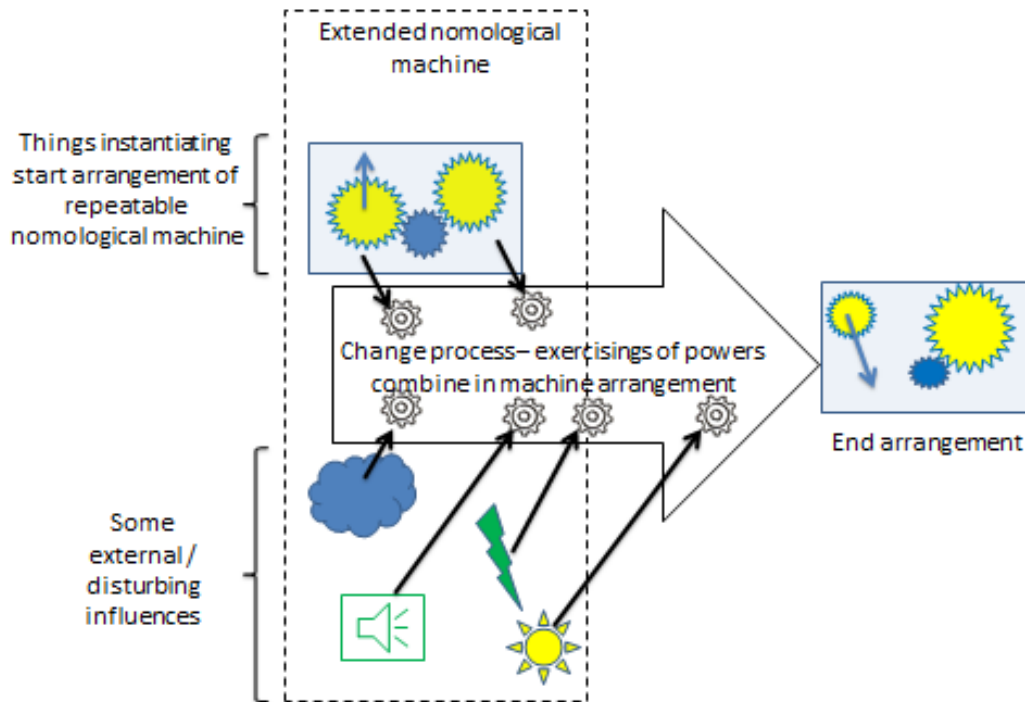 Extended nomological
machine
Things instantiating
start arrangement of
repeatable
nomological machine
Change process– exercisings of powers
combine in machine arrangement
End arrangement
Some
external /
disturbing
influences